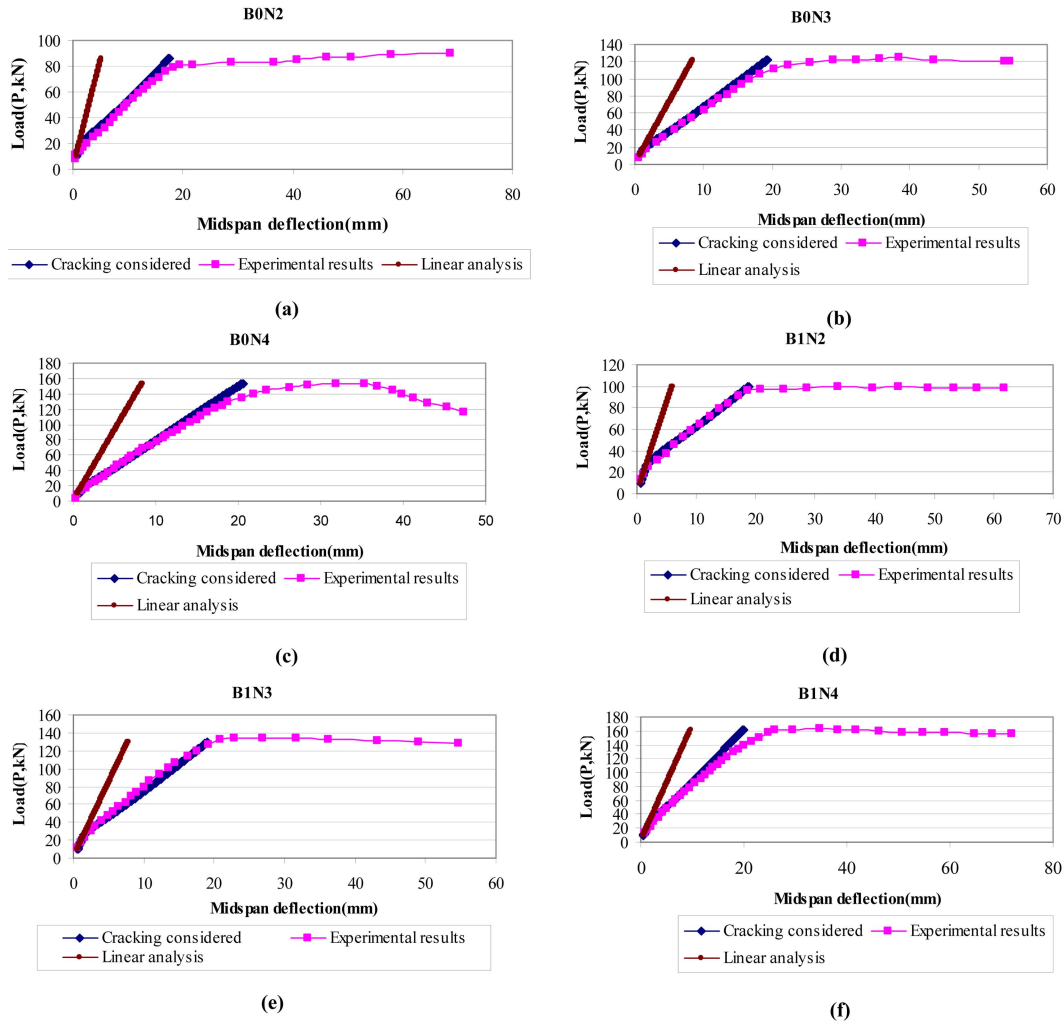 B0N2
Load(P,kN)
100
80
60
40
20
0
0 20 40 60 80
Midspan deflection(mm)
Cracking considered Experimental results Linear analysis
(a)
B0N3
Load(P,kN)
140
120
100
80
60
40
20
0
0 10 20 30 40 50 60
Midspan deflection(mm)
Cracking considered Experimental results
Linear analysis
(b)
B0N4
Load(P,kN)
180
160
140
120
100
80
60
40
20
0
0 10 20 30 40 50
Midspan deflection(mm)
Cracking considered Experimental results
Linear analysis
(c)
B1N2
Load(P,kN)
120
100
80
60
40
20
0
0 10 20 30 40 50 60 70
Midspan deflection(mm)
Cracking considered Experimental results
Linear analysis
(d)
B1N3
Load(P,kN)
160
140
120
100
80
60
40
20
0
0 10 20 30 40 50 60
Midspan deflection(mm)
Cracking considered Experimental results
Linear analysis
(e)
B1N4
Load(P,kN)
180
160
140
120
100
80
60
40
20
0
0 20 40 60 80
Midspan deflection(mm)
Cracking considered Experimental results
Linear analysis
(f)